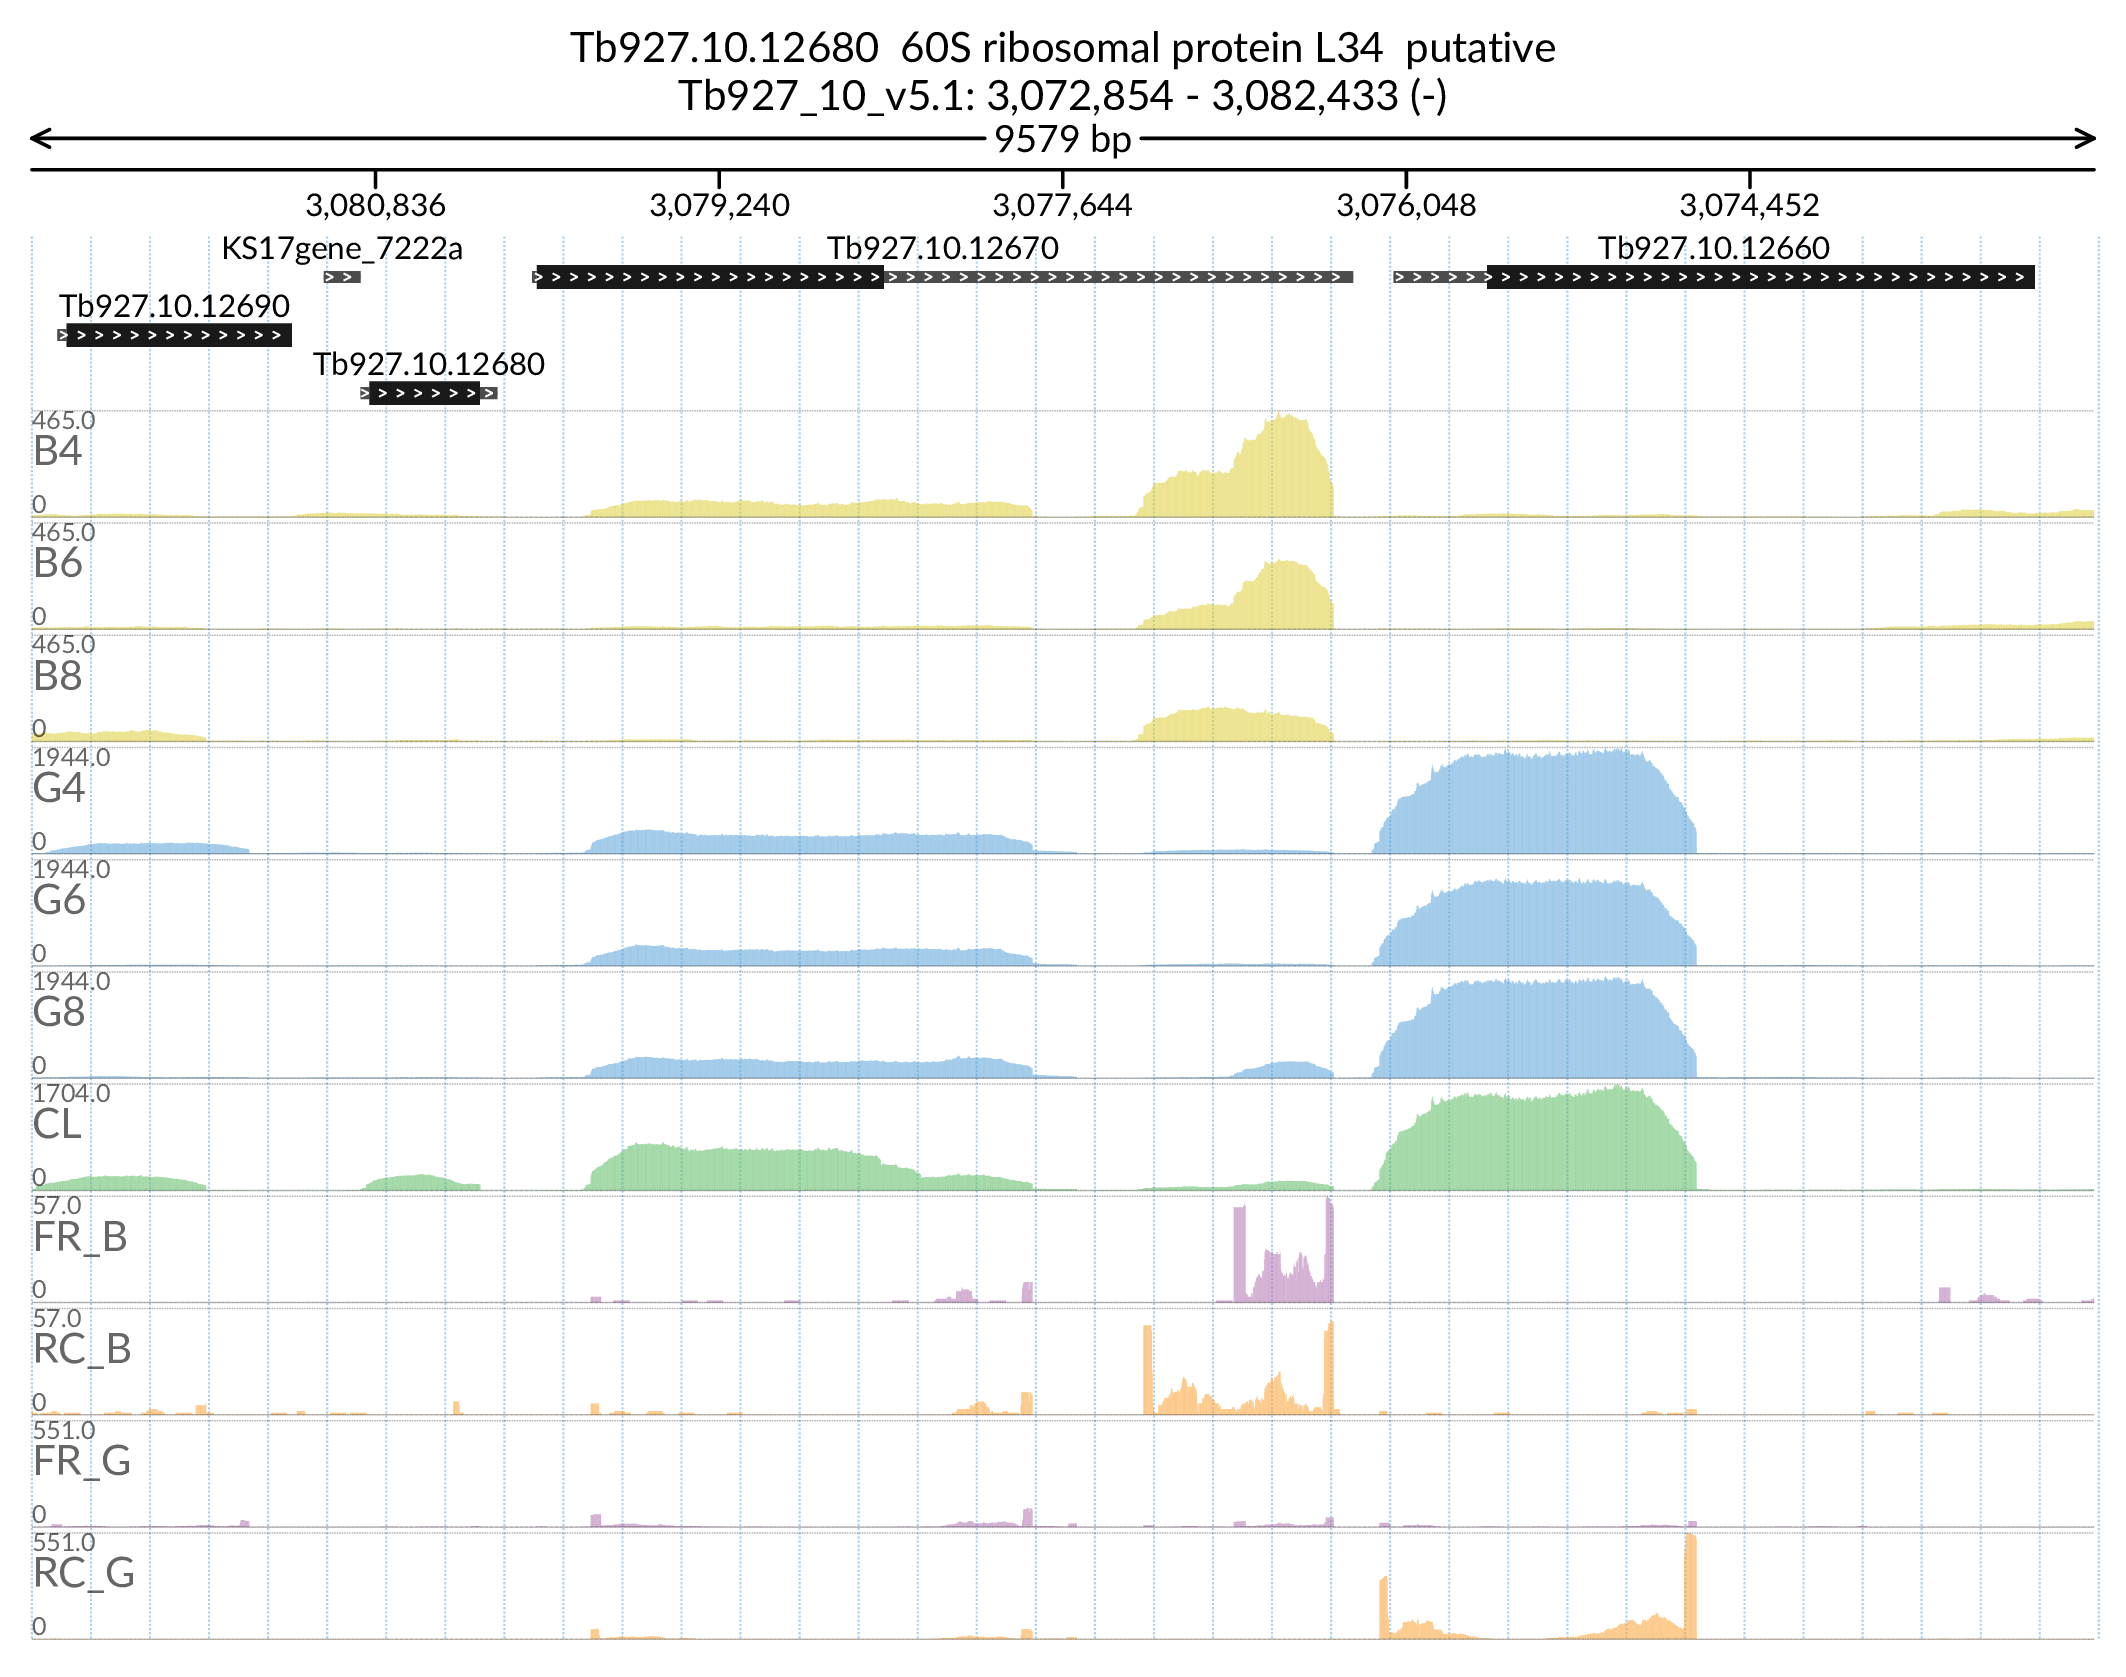 Tb927.10.12680 60S ribosomal protein L34 putative
Tb927_10_v5.1: 3,072,854 - 3,082,433 (-)
9579 bp
3,080,836 3,079,240 3,077,644 3,076,048 3,074,452
KS17gene_7222a Tb927.10.12670 Tb927.10.12660
Tb927.10.12690
Tb927.10.12680
465.0
B4
0
465.0
B6
0
465.0
B8
0
1944.0
G4
0
1944.0
G6
0
1944.0
G8
0
1704.0
CL
0
57.0
FR_B
0
57.0
RC_B
0
551.0
FR_G
0
551.0
RC_G
0